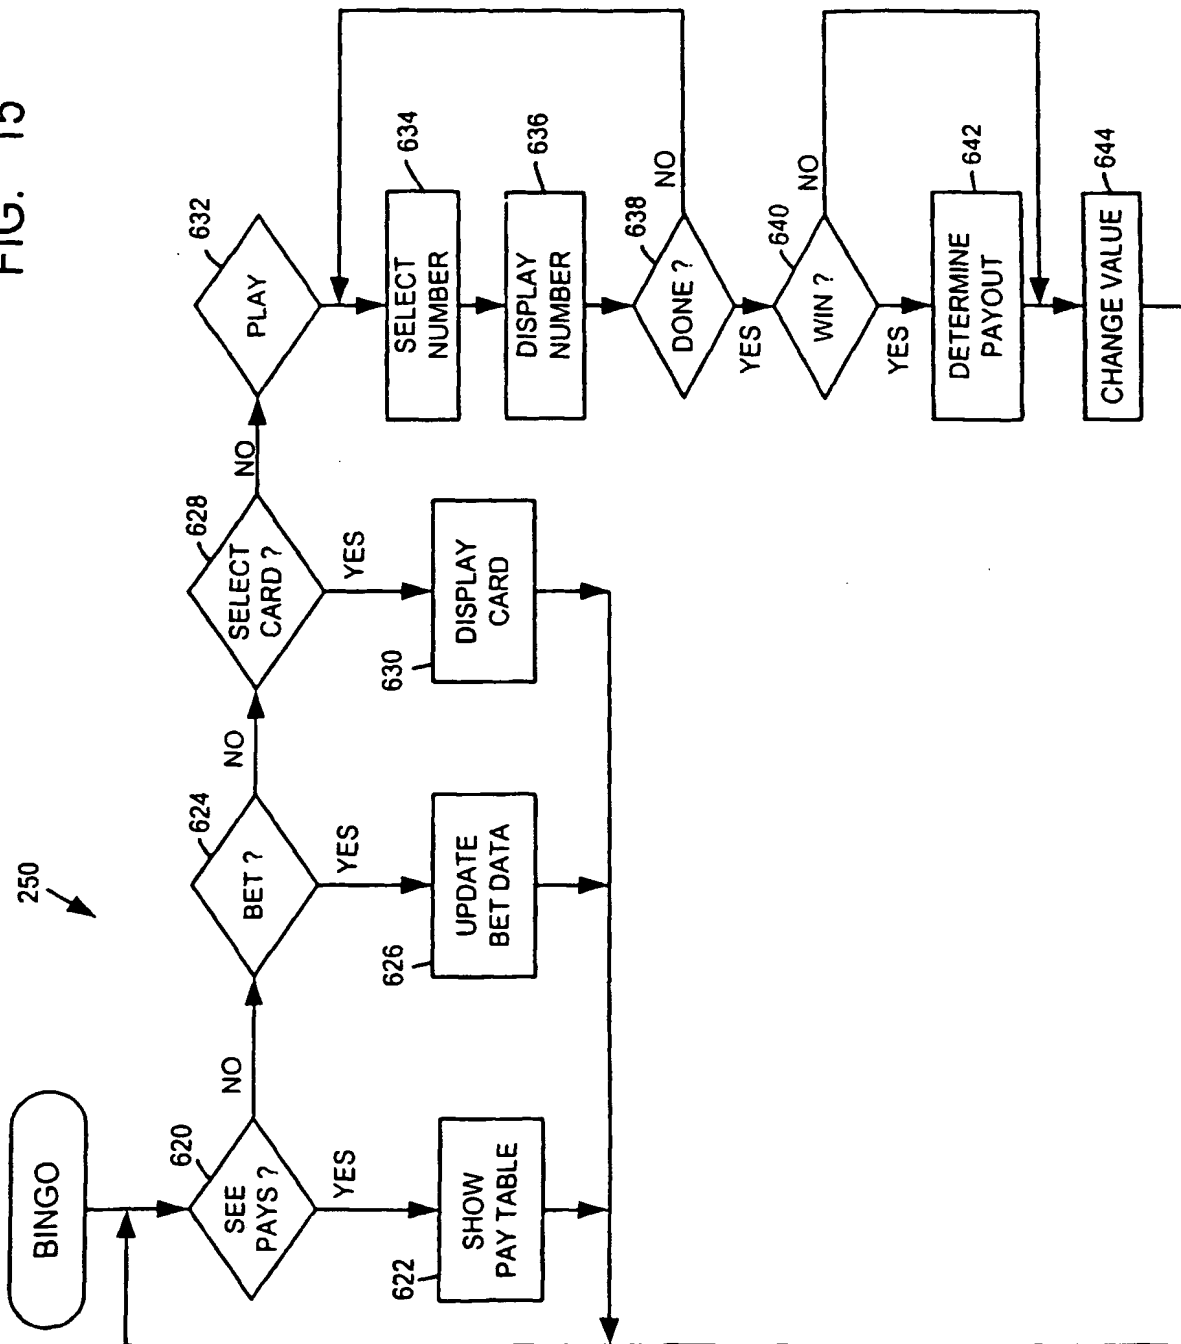 FIG. 15
250
BINGO
620
SEE
PAYS ?
NO
YES
622
SHOW
PAY TABLE
624
BET ?
NO
YES
626
UPDATE
BET DATA
628
SELECT
CARD ?
NO
YES
630
DISPLAY
CARD
632
PLAY
634
SELECT
NUMBER
636
DISPLAY
NUMBER
638
DONE ?
NO
YES
640
WIN ?
NO
YES
642
DETERMINE
PAYOUT
644
CHANGE VALUE